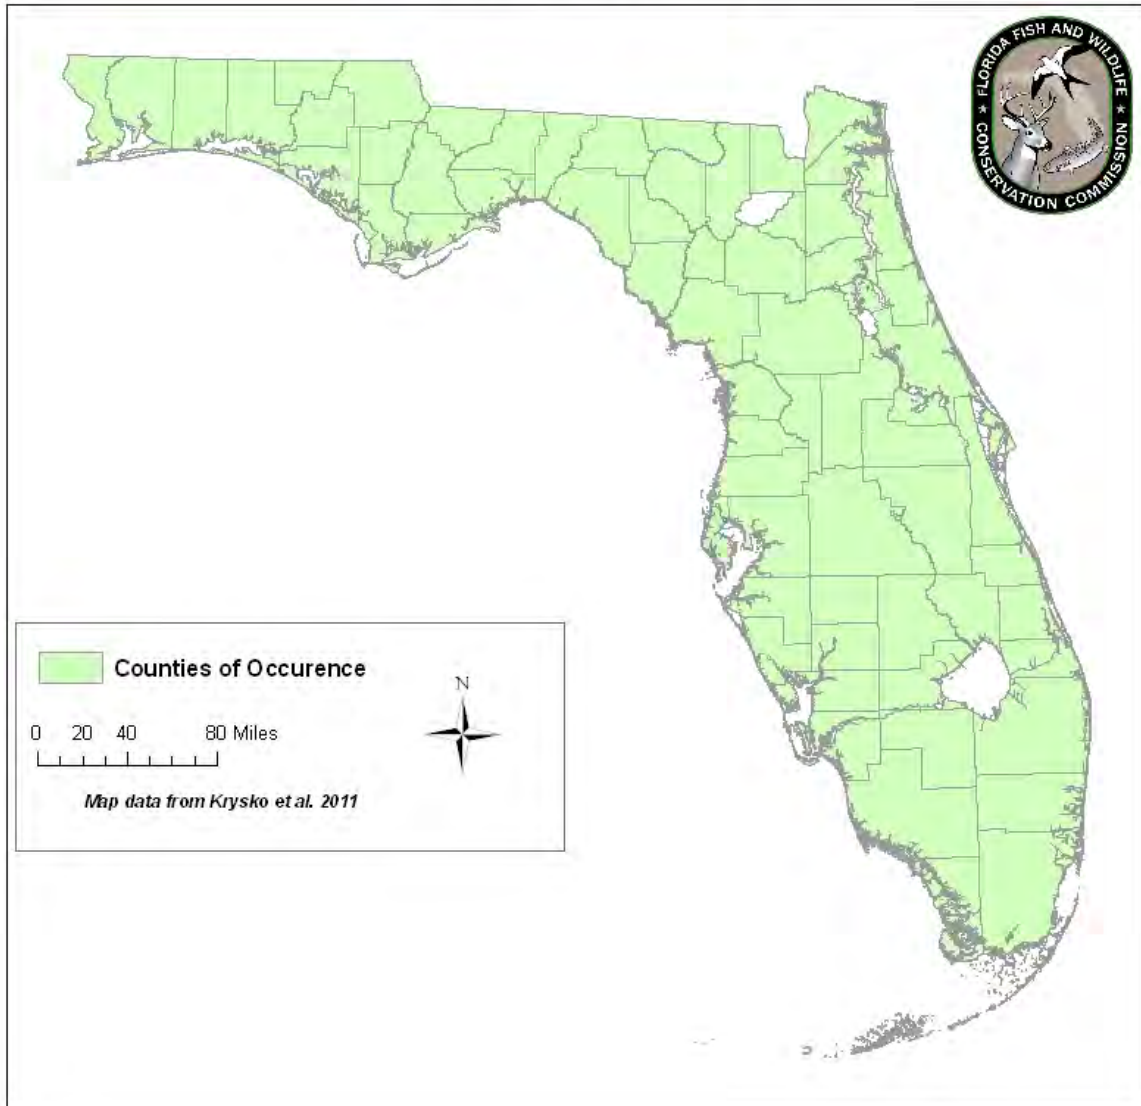 FLORIDA FISH AND WILDLIFE
CONSERVATION COMMISSION
Counties of Occurence
N
0 20 40 80 Miles
Map data from Krysko et al. 2011